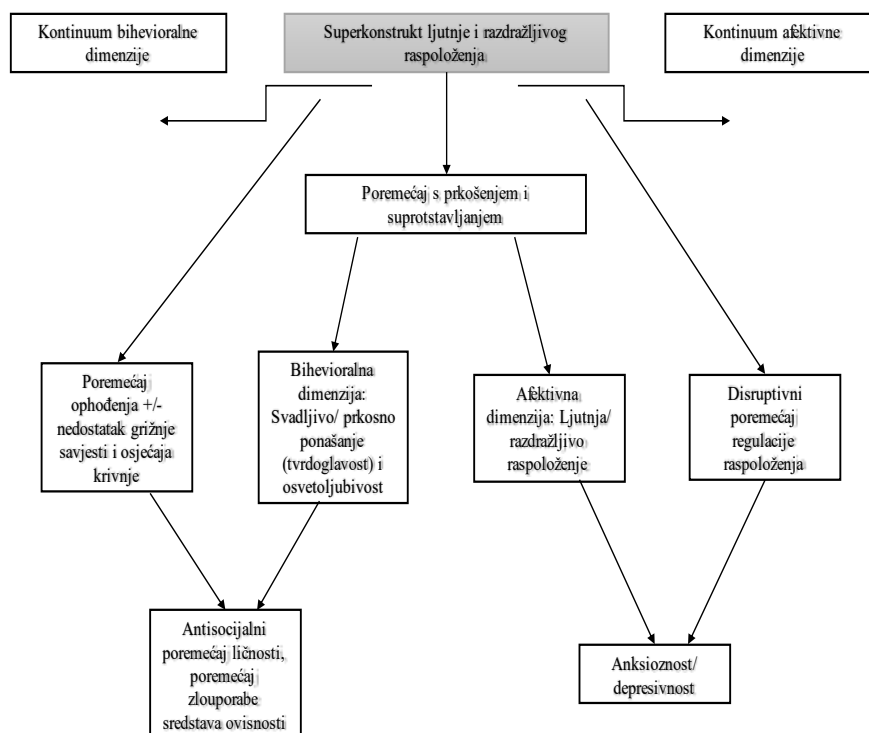 Kontinuum bihevioralne
dimenzije
Superkonstrukt ljutnje i razdražljivog
raspoloženja
Kontinuum afektivne
dimenzije
Poremećaj s prkošenjem i
suprotstavljanjem
Poremećaj
ophođenja +/-
nedostatak grižnje
savjesti i osjećaja
krivnje
Bihevioralna
dimenzija:
Svadljivo/ prkosno
ponašanje
(tvrdoglavost) i
osvetoljubivost
Afektivna
dimenzija: Ljutnja/
razdražljivo
raspoloženje
Disruptivni
poremećaj
regulacije
raspoloženja
Antisocijalni
poremećaj ličnosti,
poremećaj
zlouporabe
sredstava ovisnosti
Anksioznost/
depresivnost